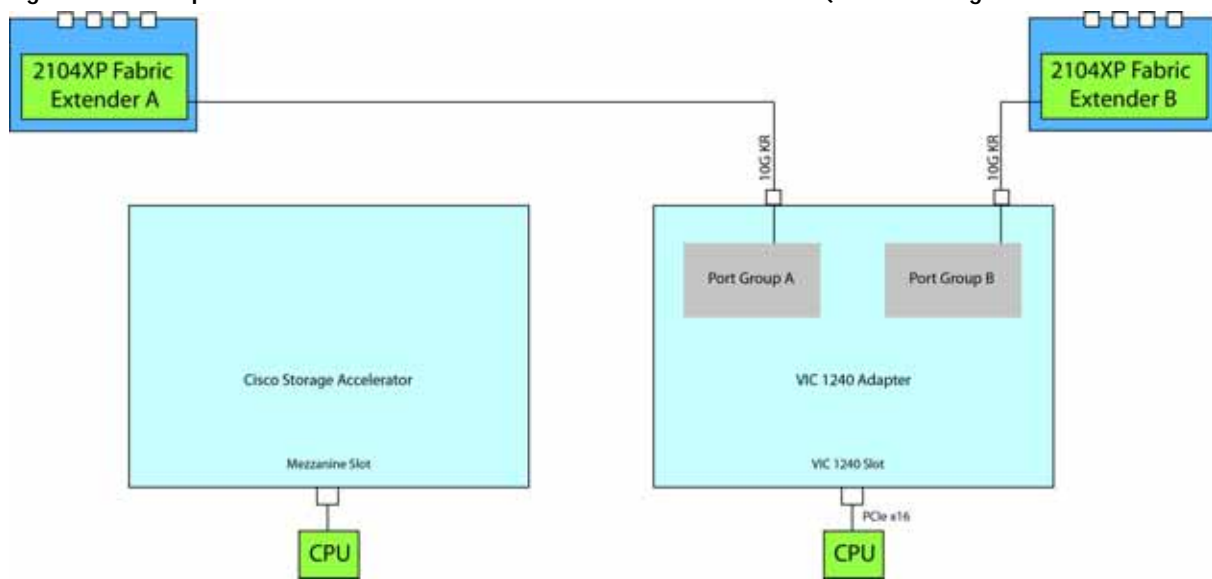 2104XP Fabric
Extender A
2104XP Fabric
Extender B
10G KR
10G KR
Port Group A
Port Group B
Cisco Storage Accelerator
VIC 1240 Adapter
Mezzanine Slot
VIC 1240 Slot
PCIe x16
CPU
CPU